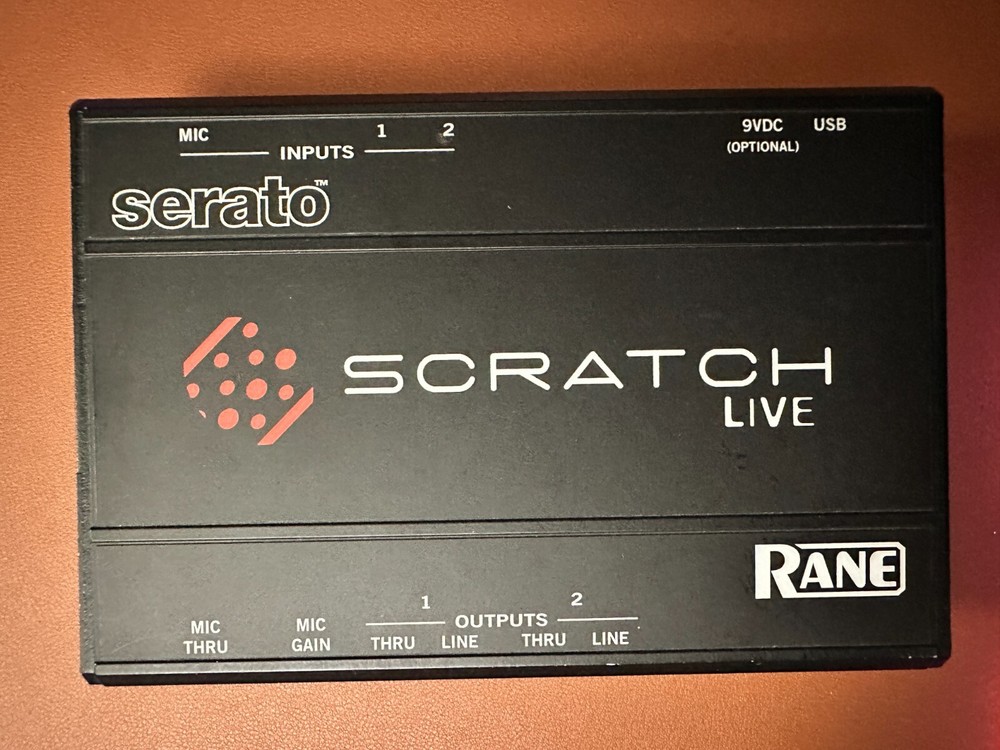 MIC 1 2 9VDC USB
INPUTS (OPTIONAL)
serato™
SCRATCH
LIVE
RANE
1 2
MIC MIC OUTPUTS
THRU GAIN THRU LINE THRU LINE